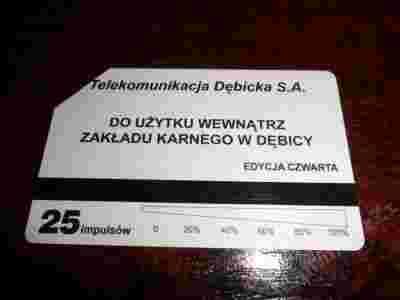 Telekomunikacja Dębicka S.A.
DO UŻYTKU WEWNĄTRZ
ZAKŁADU KARNEGO W DĘBICY
EDYCJA CZWARTA
25 impulsów
0 20% 40% 60% 80% 100%